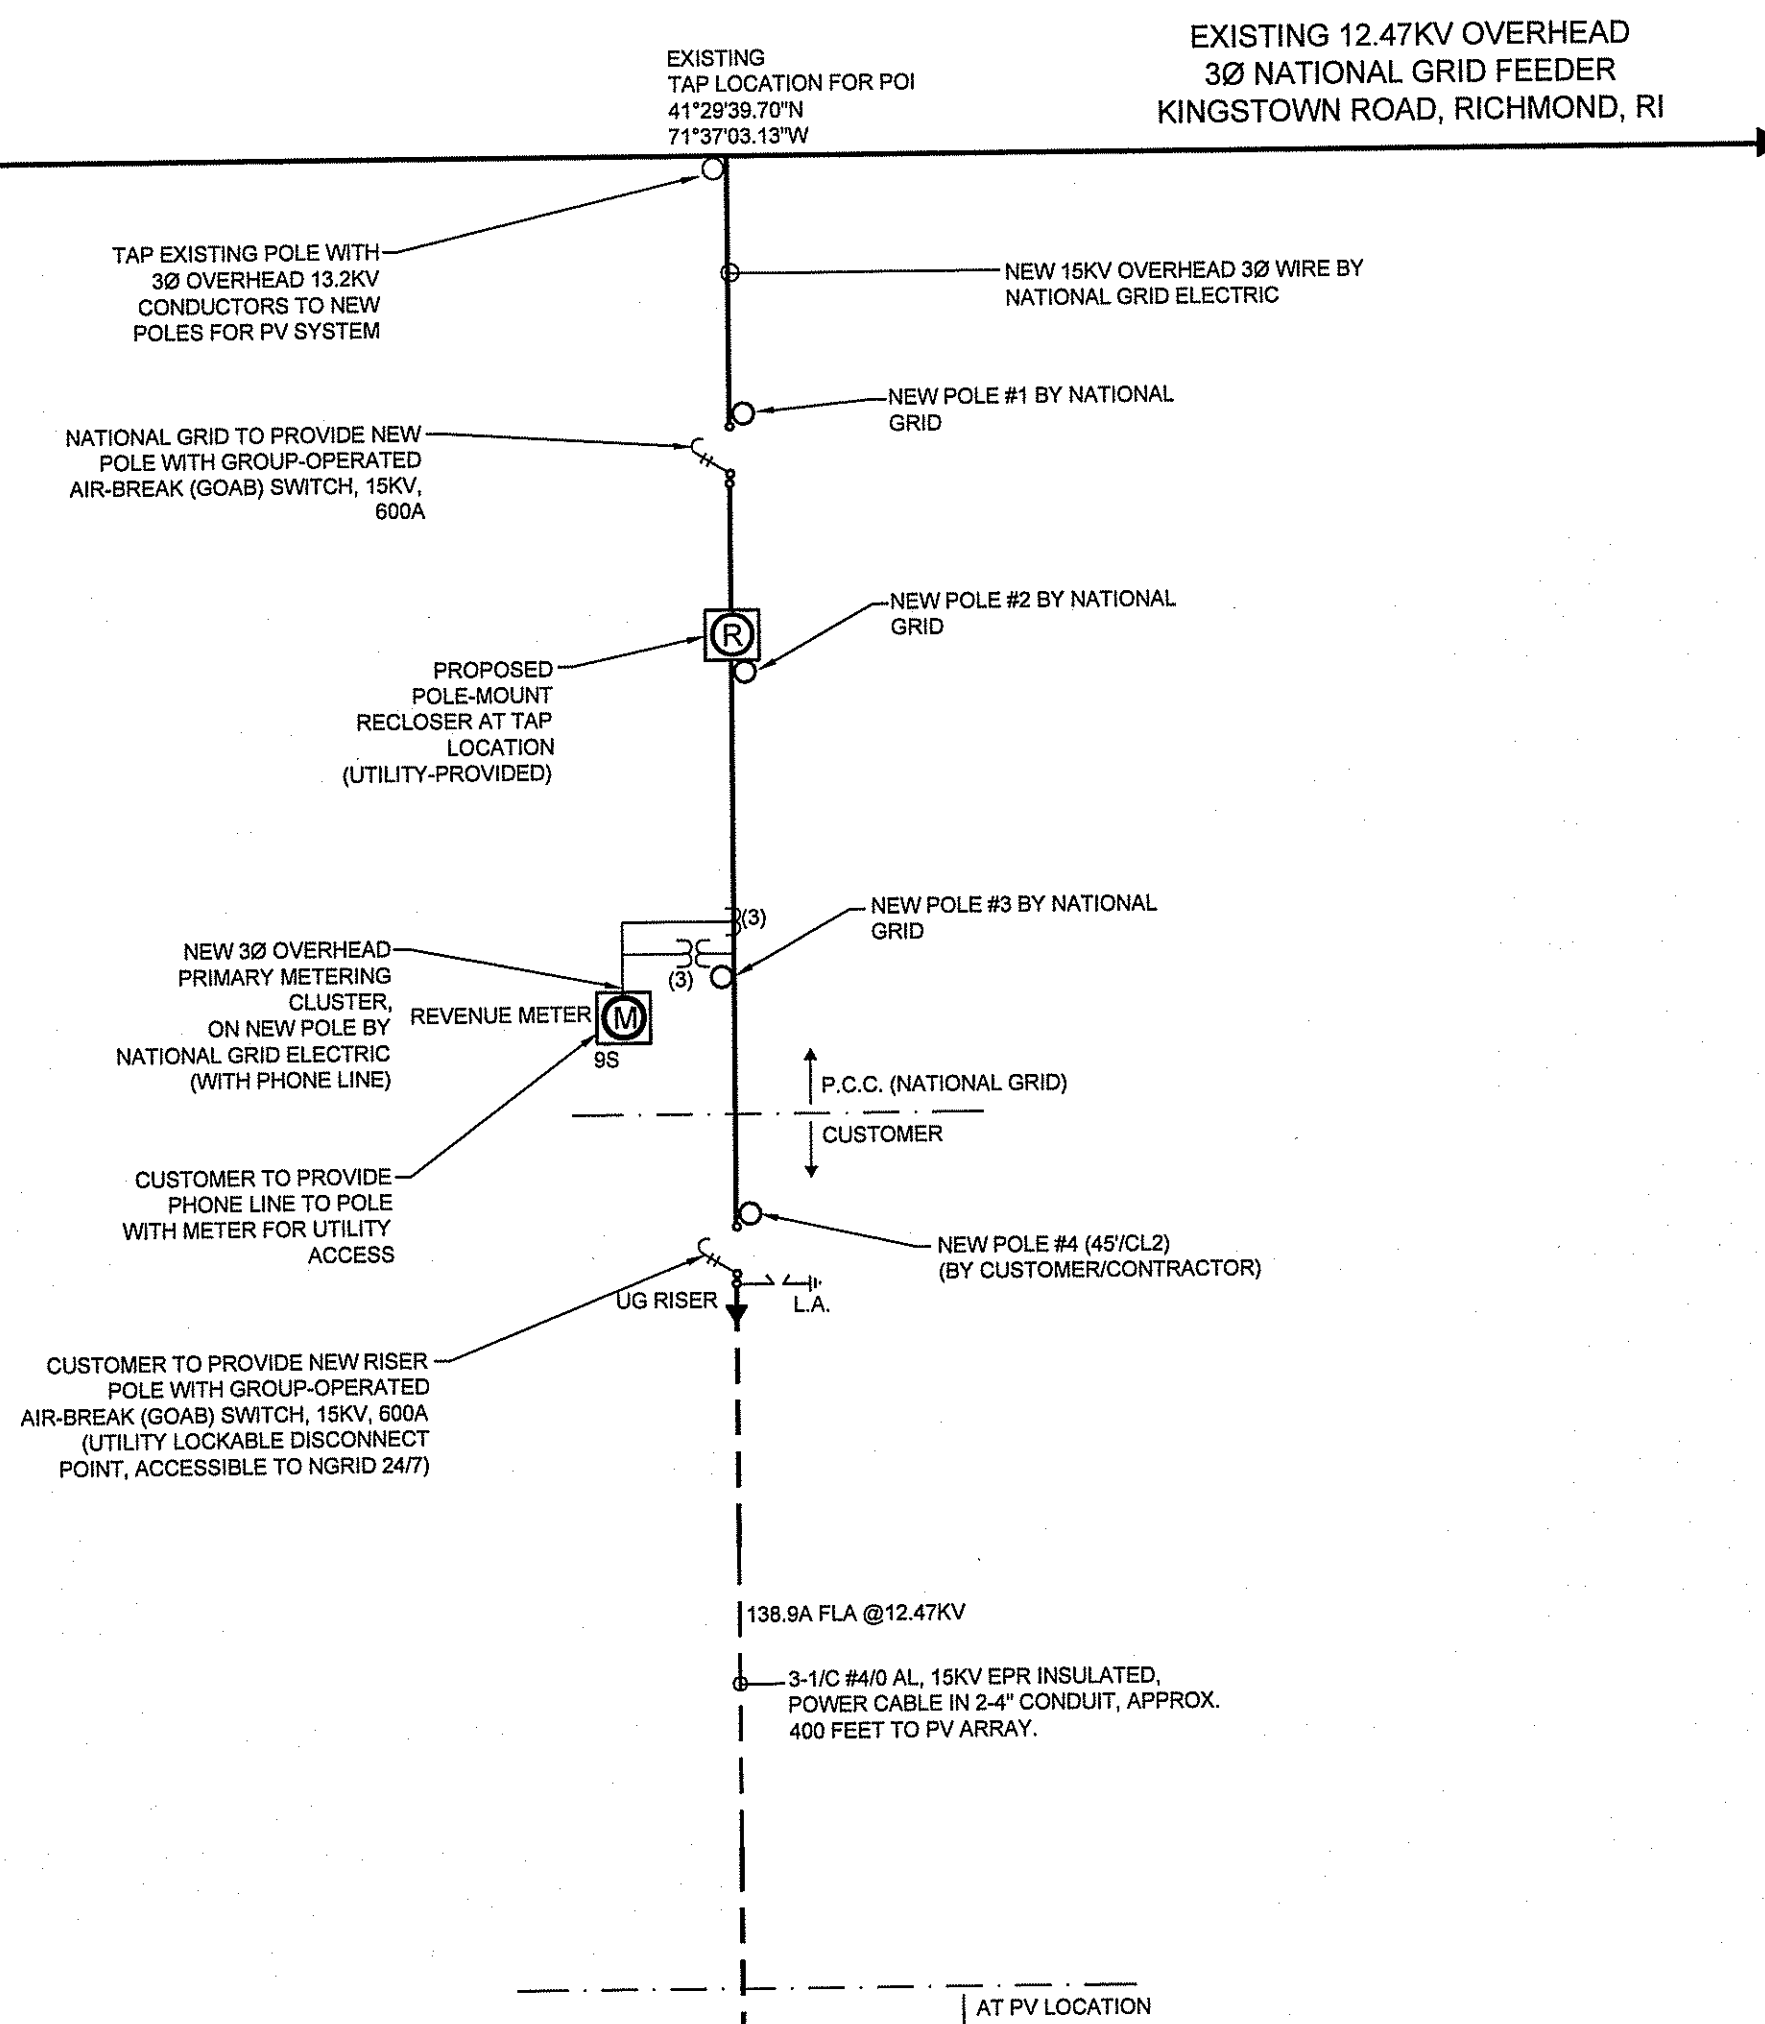 EXISTING
TAP LOCATION FOR POI
41°29'39.70"N
71°37'03.13"W
EXISTING 12.47KV OVERHEAD
3Ø NATIONAL GRID FEEDER
KINGSTOWN ROAD, RICHMOND, RI
TAP EXISTING POLE WITH
3Ø OVERHEAD 13.2KV
CONDUCTORS TO NEW
POLES FOR PV SYSTEM
NEW 15KV OVERHEAD 3Ø WIRE BY
NATIONAL GRID ELECTRIC
NEW POLE #1 BY NATIONAL
GRID
NATIONAL GRID TO PROVIDE NEW
POLE WITH GROUP-OPERATED
AIR-BREAK (GOAB) SWITCH, 15KV,
600A
NEW POLE #2 BY NATIONAL
GRID
R
PROPOSED
POLE-MOUNT
RECLOSER AT TAP
LOCATION
(UTILITY-PROVIDED)
NEW POLE #3 BY NATIONAL
GRID
(3)
(3)
NEW 3Ø OVERHEAD
PRIMARY METERING
CLUSTER,
ON NEW POLE BY
NATIONAL GRID ELECTRIC
(WITH PHONE LINE)
REVENUE METER
M
9S
P.C.C. (NATIONAL GRID)
CUSTOMER
CUSTOMER TO PROVIDE
PHONE LINE TO POLE
WITH METER FOR UTILITY
ACCESS
NEW POLE #4 (45'/CL2)
(BY CUSTOMER/CONTRACTOR)
UG RISER
L.A.
CUSTOMER TO PROVIDE NEW RISER
POLE WITH GROUP-OPERATED
AIR-BREAK (GOAB) SWITCH, 15KV, 600A
(UTILITY LOCKABLE DISCONNECT
POINT, ACCESSIBLE TO NGRID 24/7)
138.9A FLA @12.47KV
3-1/C #4/0 AL, 15KV EPR INSULATED,
POWER CABLE IN 2-4" CONDUIT, APPROX.
400 FEET TO PV ARRAY.
AT PV LOCATION